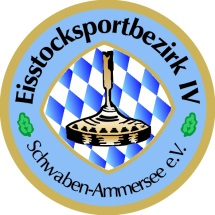 Eisstocksportbezirk IV
Schwaben-Ammersee e.V.